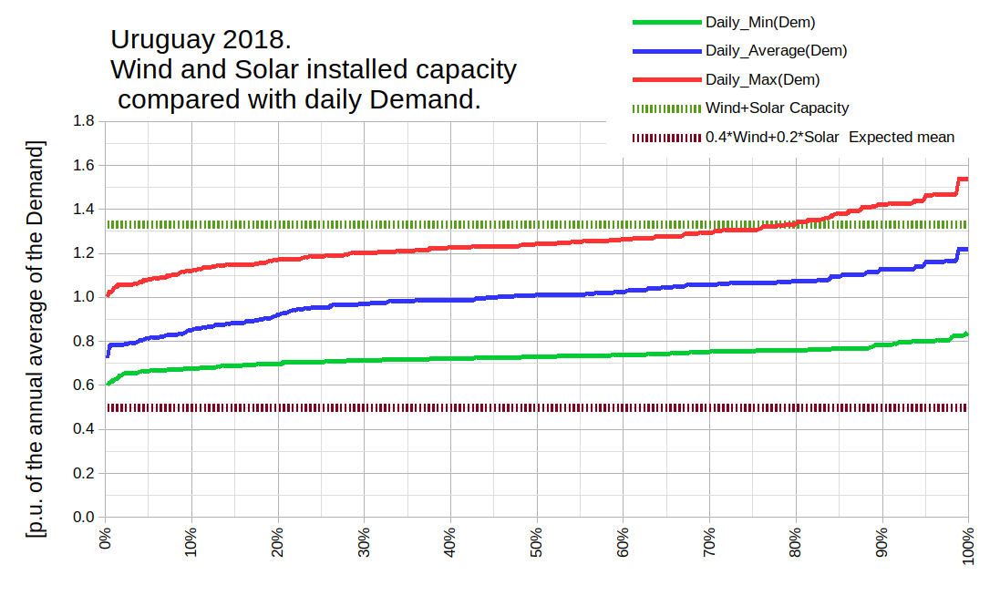 Uruguay 2018.
Wind and Solar installed capacity
compared with daily Demand.
Daily_Min(Dem)
Daily_Average(Dem)
Daily_Max(Dem)
Wind+Solar Capacity
0.4*Wind+0.2*Solar  Expected mean
[p.u. of the annual average of the Demand]
1.8
1.6
1.4
1.2
1.0
0.8
0.6
0.4
0.2
0.0
0%
10%
20%
30%
40%
50%
60%
70%
80%
90%
100%